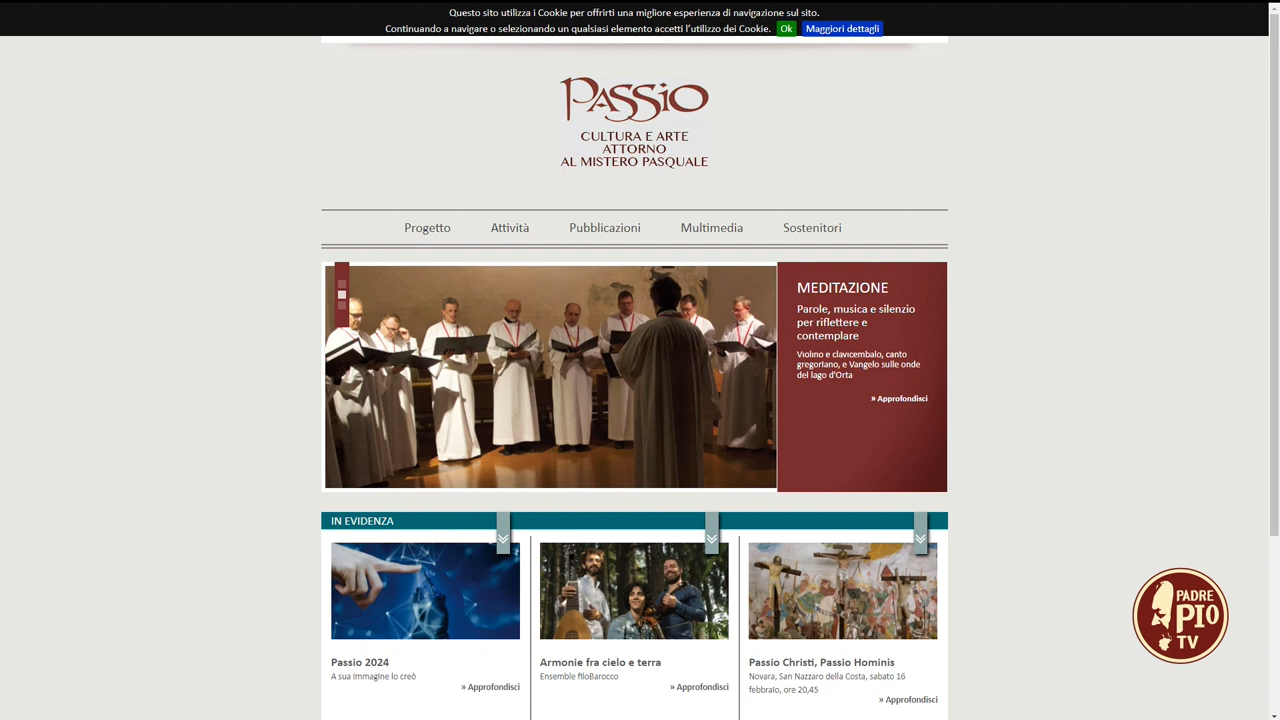 Questo sito utilizza i Cookie per offrirti una migliore esperienza di navigazione sul sito.
Continuando a navigare o selezionando un qualsiasi elemento accetti l'utilizzo dei Cookie. Ok Maggiori dettagli
PASSIO
CULTURA E ARTE
ATTORNO
AL MISTERO PASQUALE
Progetto Attività Pubblicazioni Multimedia Sostenitori
MEDITAZIONE
Parole, musica e silenzio
per riflettere e
contemplare
Violino e clavicembalo, canto
gregoriano, e Vangelo sulle onde
del lago d'Orta
» Approfondisci
IN EVIDENZA
Passio 2024
A sua immagine lo creò
» Approfondisci
Armonie fra cielo e terra
Ensemble filoBarocco
» Approfondisci
Passio Christi, Passio Hominis
Novara, San Nazzaro della Costa, sabato 16
febbraio, ore 20,45
» Approfondisci
PADRE
PIO
TV